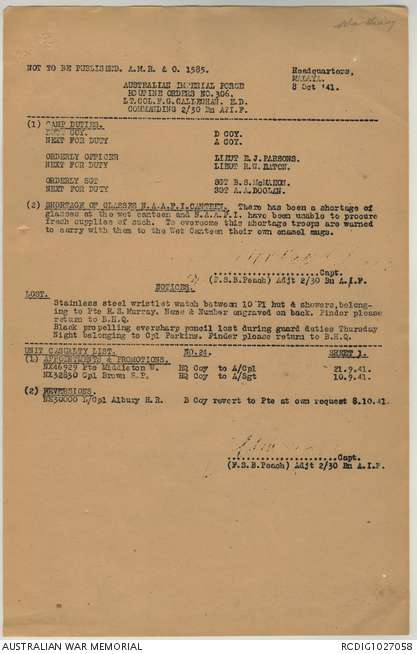 NOT TO BE PUBLISHED. A.M.R. & O. 1585.
Headquarters,
MALAYA.
8 Oct '41.
AUSTRALIAN IMPERIAL FORCE
ROUTINE ORDERS NO. 306.
LT.COL.F.G. GALLEGHAN. E.D.
COMMANDING 2/30 Bn A.I.F.
(1) CAMP DUTIES.
DUTY COY. D COY.
NEXT FOR DUTY A COY.
ORDERLY OFFICER LIEUT R.J. PARSONS.
NEXT FOR DUTY LIEUT R.W. EATON.
ORDERLY SGT SGT B.S. McMAHON.
NEXT FOR DUTY SGT A.A. DOOLAN.
(2) SHORTAGE OF GLASSES N.A.A.F.I. CANTEEN. There has been a shortage of
glasses at the wet canteen and N.A.A.F.I. have been unable to procure
fresh supplies of such. To overcome this shortage troops are warned
to carry with them to the Wet Canteen their own enamel mugs.
....................Capt.
(F.S.B. Peach) Adjt 2/30 Bn A.I.F.
NOTICES.
LOST.
Stainless steel wristlet watch between 10 Pl hut & showers, belong-
ing to Pte R.S. Murray. Name & Number engraved on back. Finder please
return to B.H.Q.
Black propelling eversharp pencil lost during guard duties Thursday
Night belonging to Cpl Perkins. Finder please return to B.H.Q.
UNIT CASUALTY LIST. NO.24. SHEET 1.
(1) APPOINTMENTS & PROMOTIONS.
NX46929 Pte Middleton W. HQ Coy to A/Cpl 21.9.41.
NX32630 Cpl Brown H.P. HQ Coy to A/Sgt 10.9.41.
(2) REVERSIONS.
NX30000 L/Cpl Albury H.R. B Coy revert to Pte at own request 8.10.41.
....................Capt.
(F.S.B. Peach) Adjt 2/30 Bn A.I.F.
AUSTRALIAN WAR MEMORIAL
RCDIG1027058